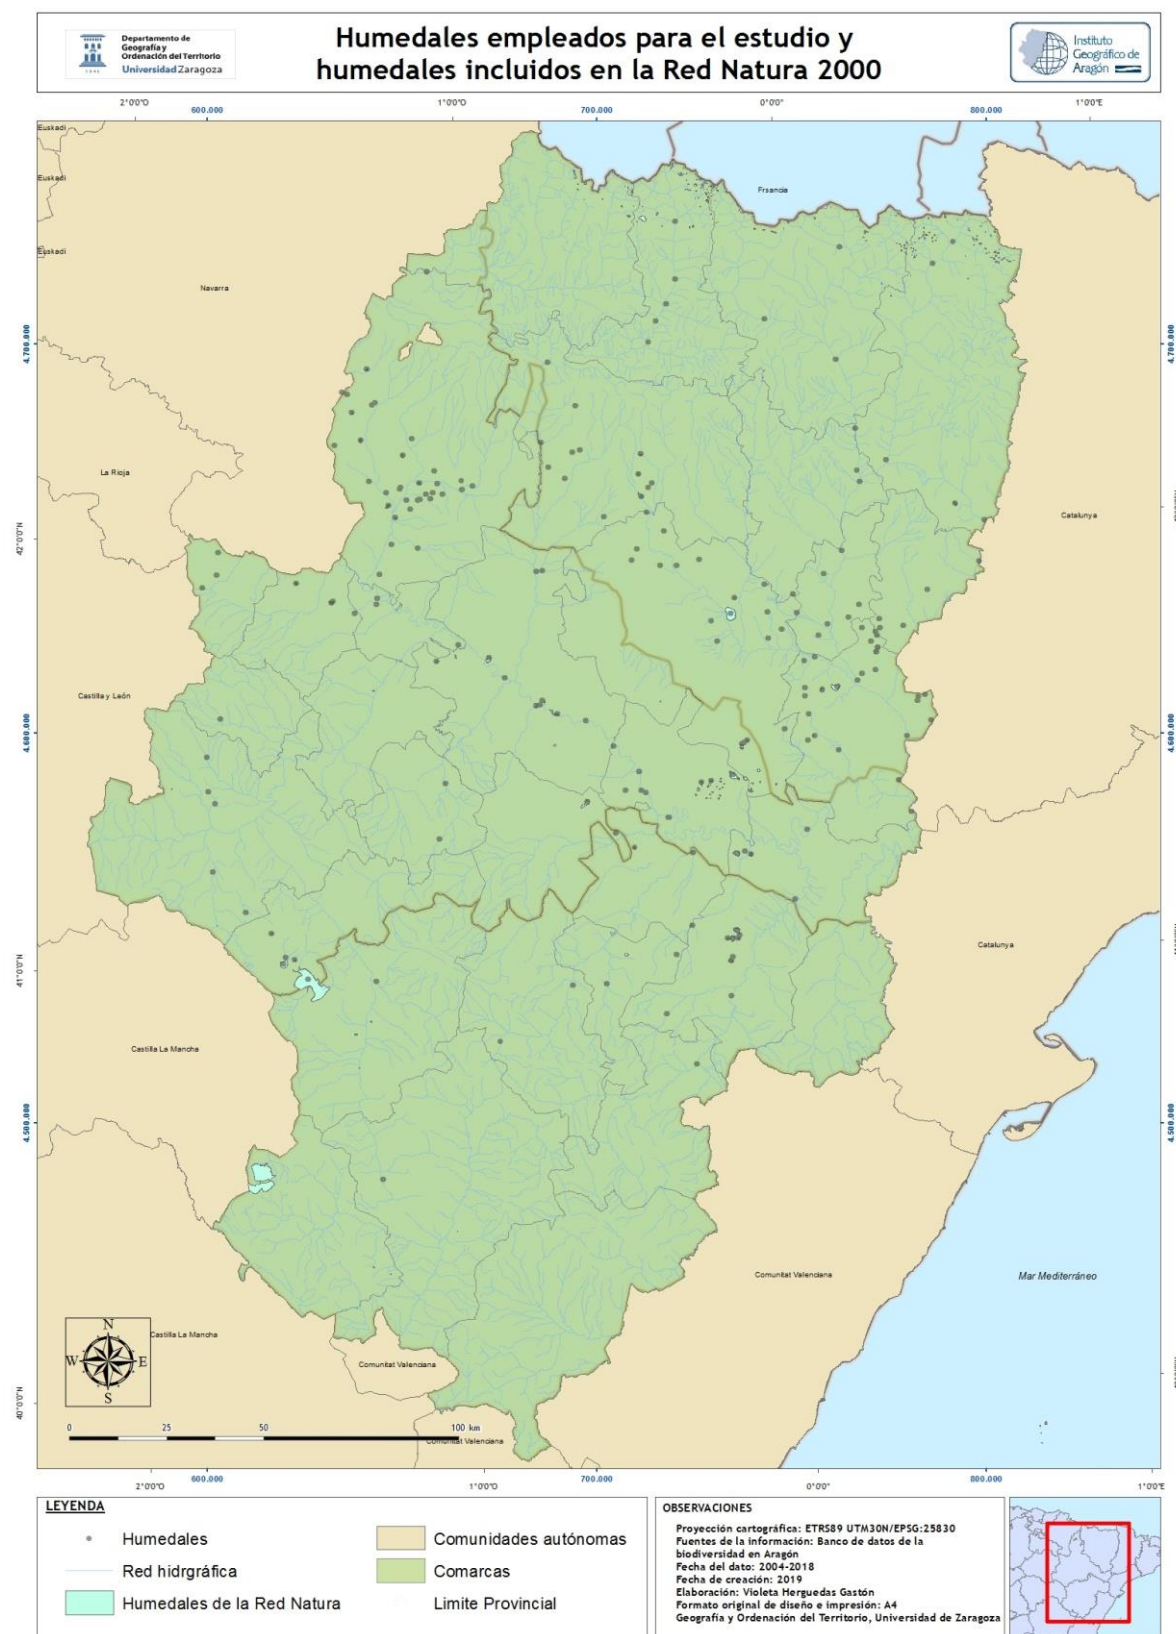 Departamento de
Geografía y
Ordenación del Territorio
Universidad Zaragoza
Humedales empleados para el estudio y
humedales incluidos en la Red Natura 2000
Instituto
Geográfico de
Aragón
2°0'0"O
1°0'0"O
0°0'0"
1°0'0"E
600.000
700.000
800.000
Euskadi
Euskadi
Euskadi
Frsancia
Navarra
4.700.000
4.700.000
La Rioja
Catalunya
42°0'0"N
Castilla y León
4.600.000
4.600.000
Catalunya
41°0'0"N
Castilla La Mancha
4.500.000
4.500.000
Comunitat Valenciana
Mar Mediterráneo
N
W
E
S
Castilla La Mancha
Comunitat Valenciana
40°0'0"N
0
25
50
100 km
Comunitat Valenciana
600.000
700.000
800.000
2°0'0"O
1°0'0"O
0°0'0"
1°0'0"E
LEYENDA
Humedales
Red hidrgráfica
Humedales de la Red Natura
Comunidades autónomas
Comarcas
Limite Provincial
OBSERVACIONES
Proyección cartográfica: ETRS89 UTM30N/EPSG:25830
Fuentes de la información: Banco de datos de la
biodiversidad en Aragón
Fecha del dato: 2004-2018
Fecha de creación: 2019
Elaboración: Violeta Herguedas Gastón
Formato original de diseño e impresión: A4
Geografía y Ordenación del Territorio, Universidad de Zaragoza